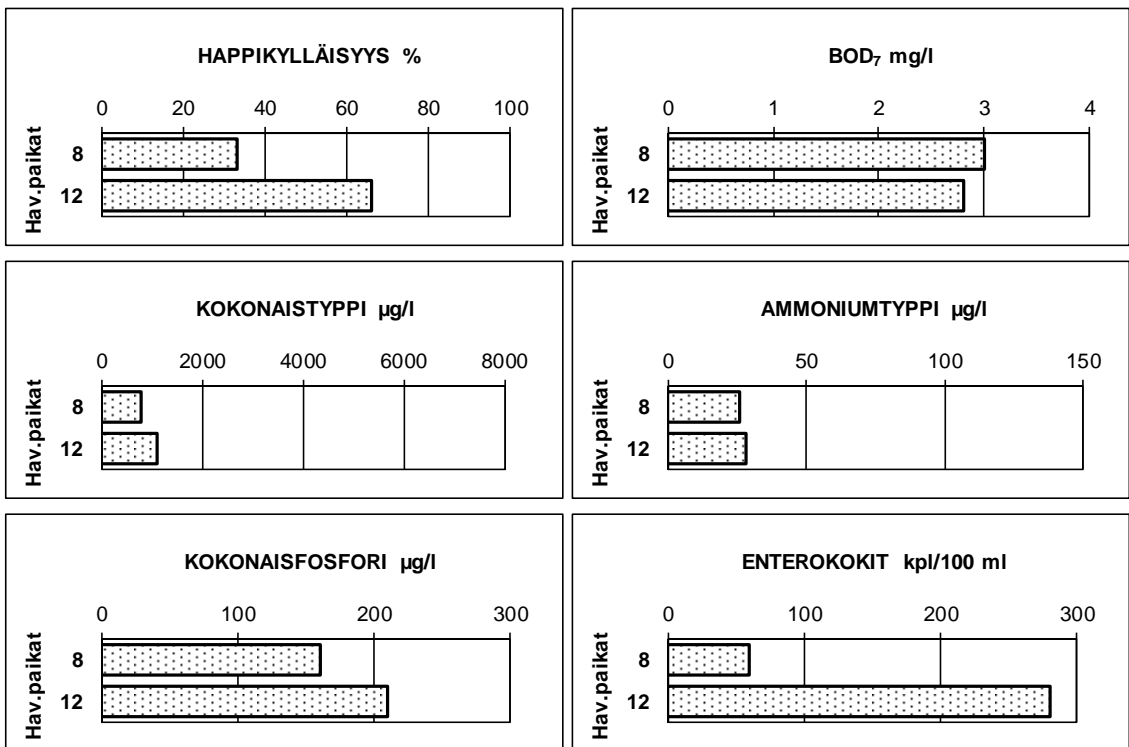 HAPPIKYLLÄISYYS %
0 20 40 60 80 100
Hav.paikat
8
12
BOD₇ mg/l
0 1 2 3 4
Hav.paikat
8
12
KOKONAISTYPPI µg/l
0 2000 4000 6000 8000
Hav.paikat
8
12
AMMONIUMTYPPI µg/l
0 50 100 150
Hav.paikat
8
12
KOKONAISFOSFORI µg/l
0 100 200 300
Hav.paikat
8
12
ENTEROKOKIT kpl/100 ml
0 100 200 300
Hav.paikat
8
12